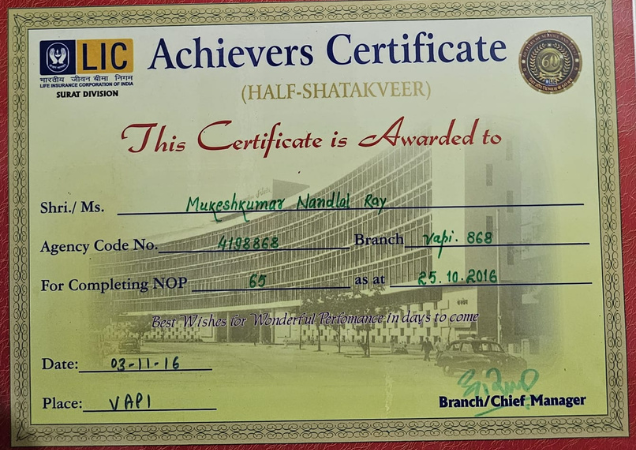 LIC
Achievers Certificate
भारतीय जीवन बीमा निगम
LIFE INSURANCE CORPORATION OF INDIA
SURAT DIVISION
(HALF-SHATAKVEER)
This Certificate is Awarded to
Shri./ Ms. Mukeshkumar Nandlal Ray
Agency Code No. 4198868 Branch Vapi. 868
For Completing NOP 65 as at 25.10.2016
Best Wishes for Wonderful Perfomance in days to come
Date: 03-11-16
Place: VAPI
Branch/Chief Manager